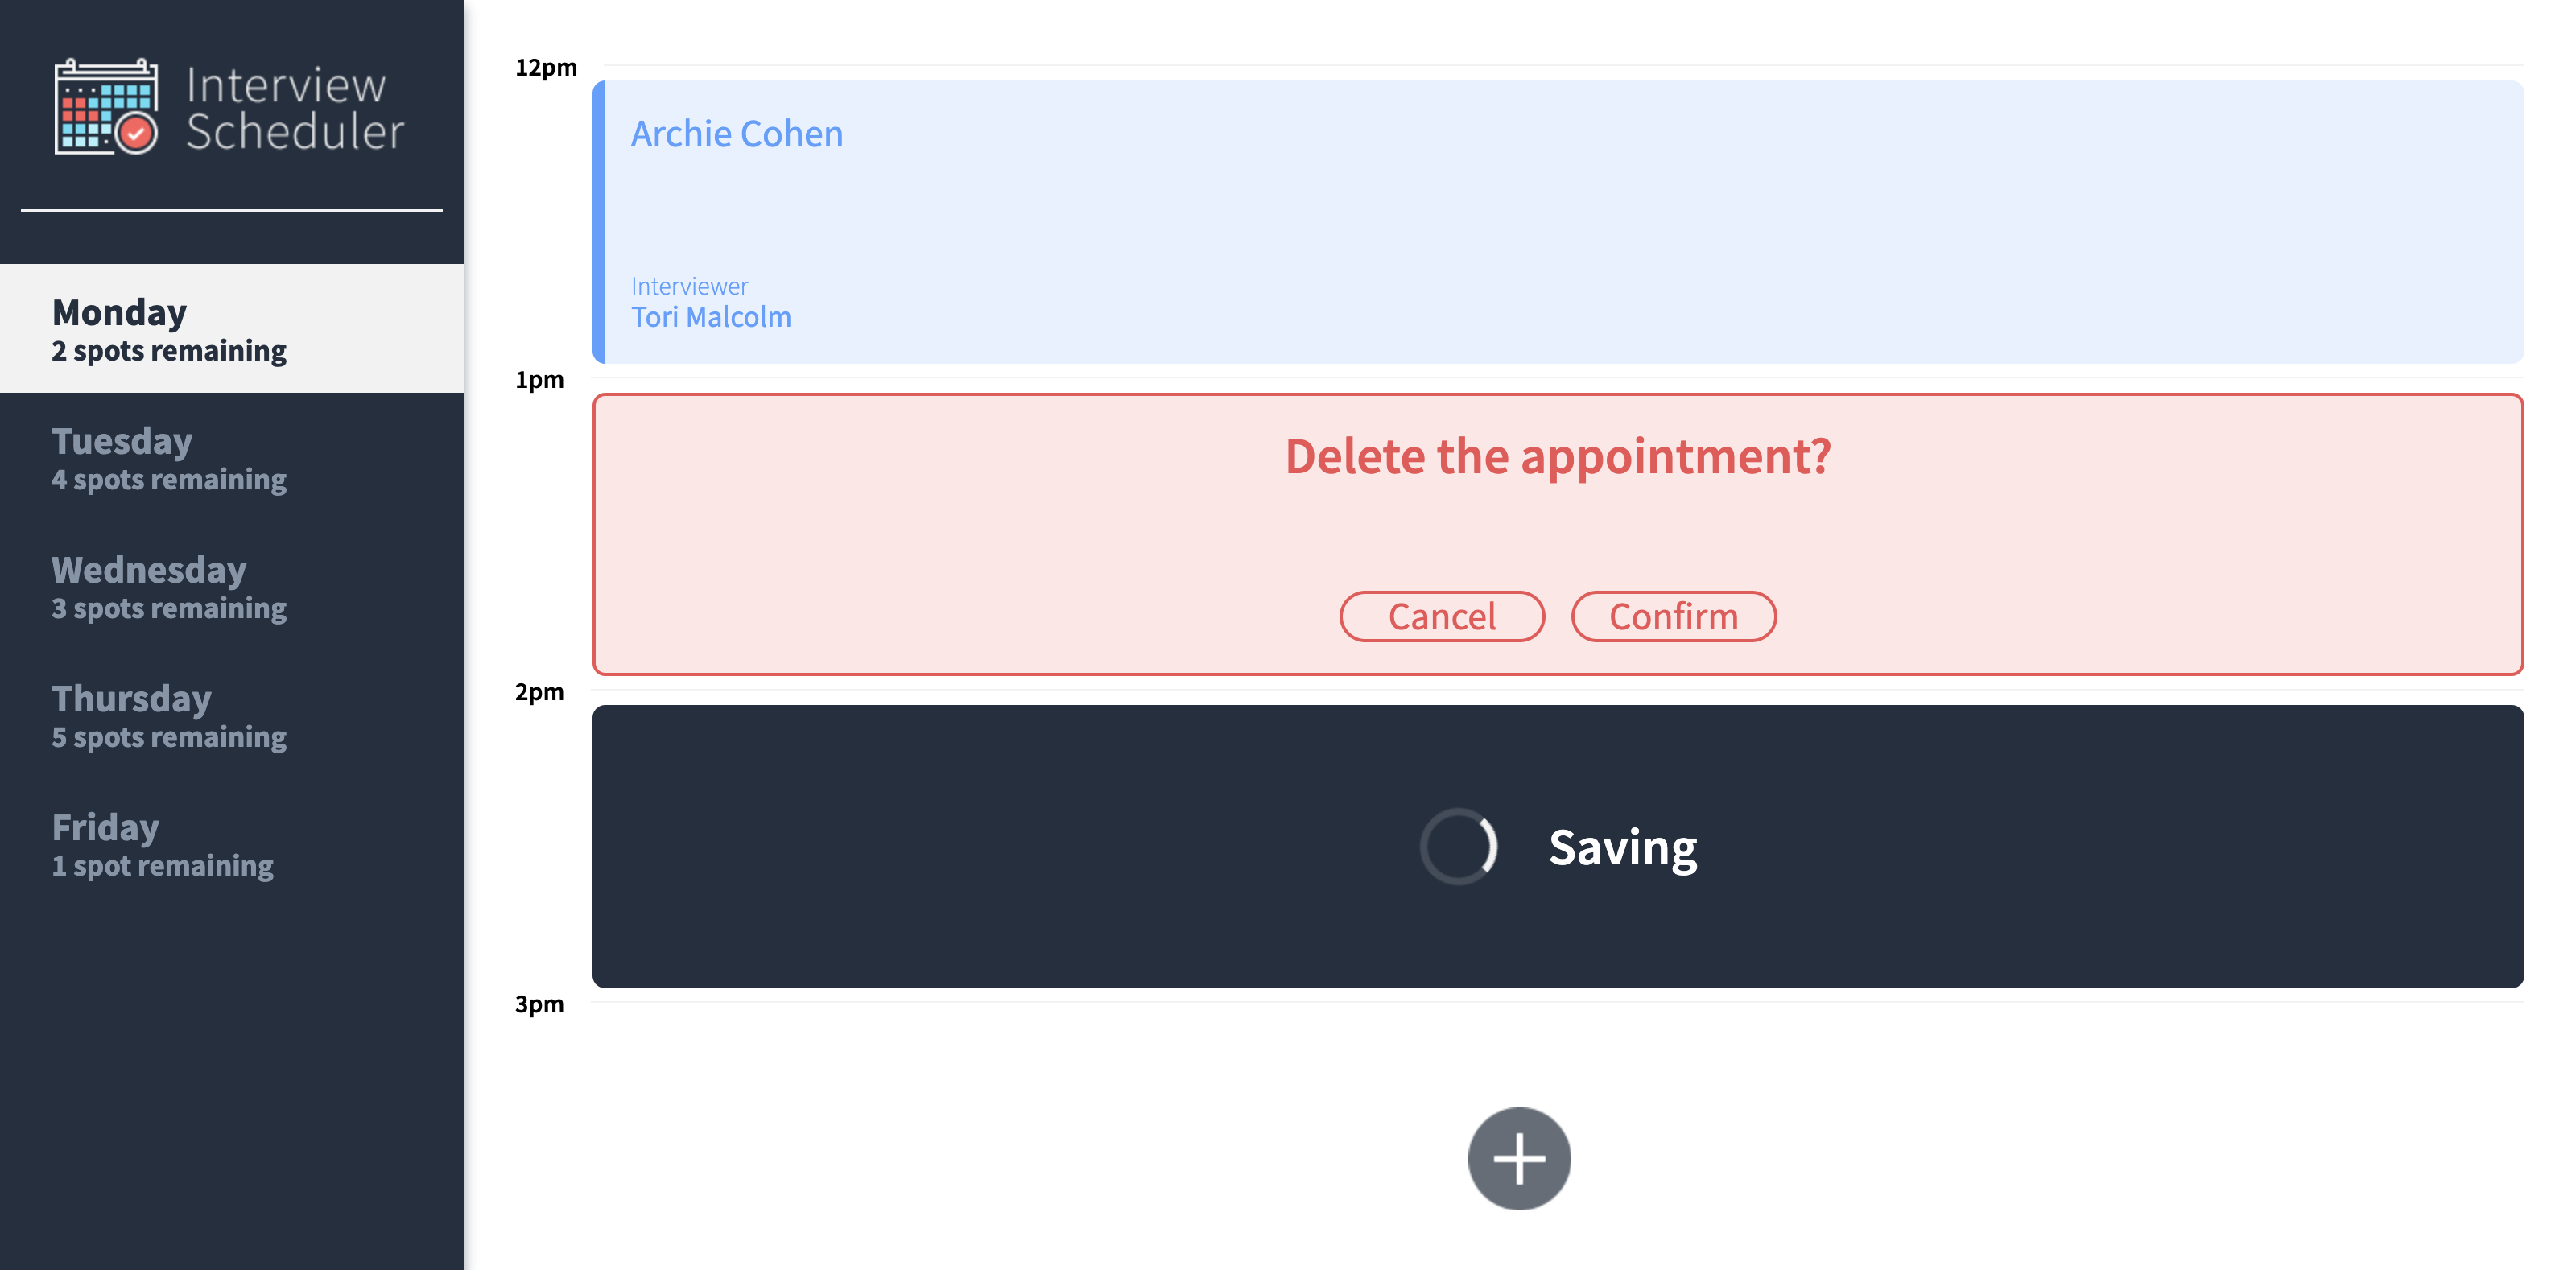 Interview
Scheduler
Monday
2 spots remaining
Tuesday
4 spots remaining
Wednesday
3 spots remaining
Thursday
5 spots remaining
Friday
1 spot remaining
12pm
Archie Cohen
Interviewer
Tori Malcolm
1pm
Delete the appointment?
Cancel Confirm
2pm
Saving
3pm